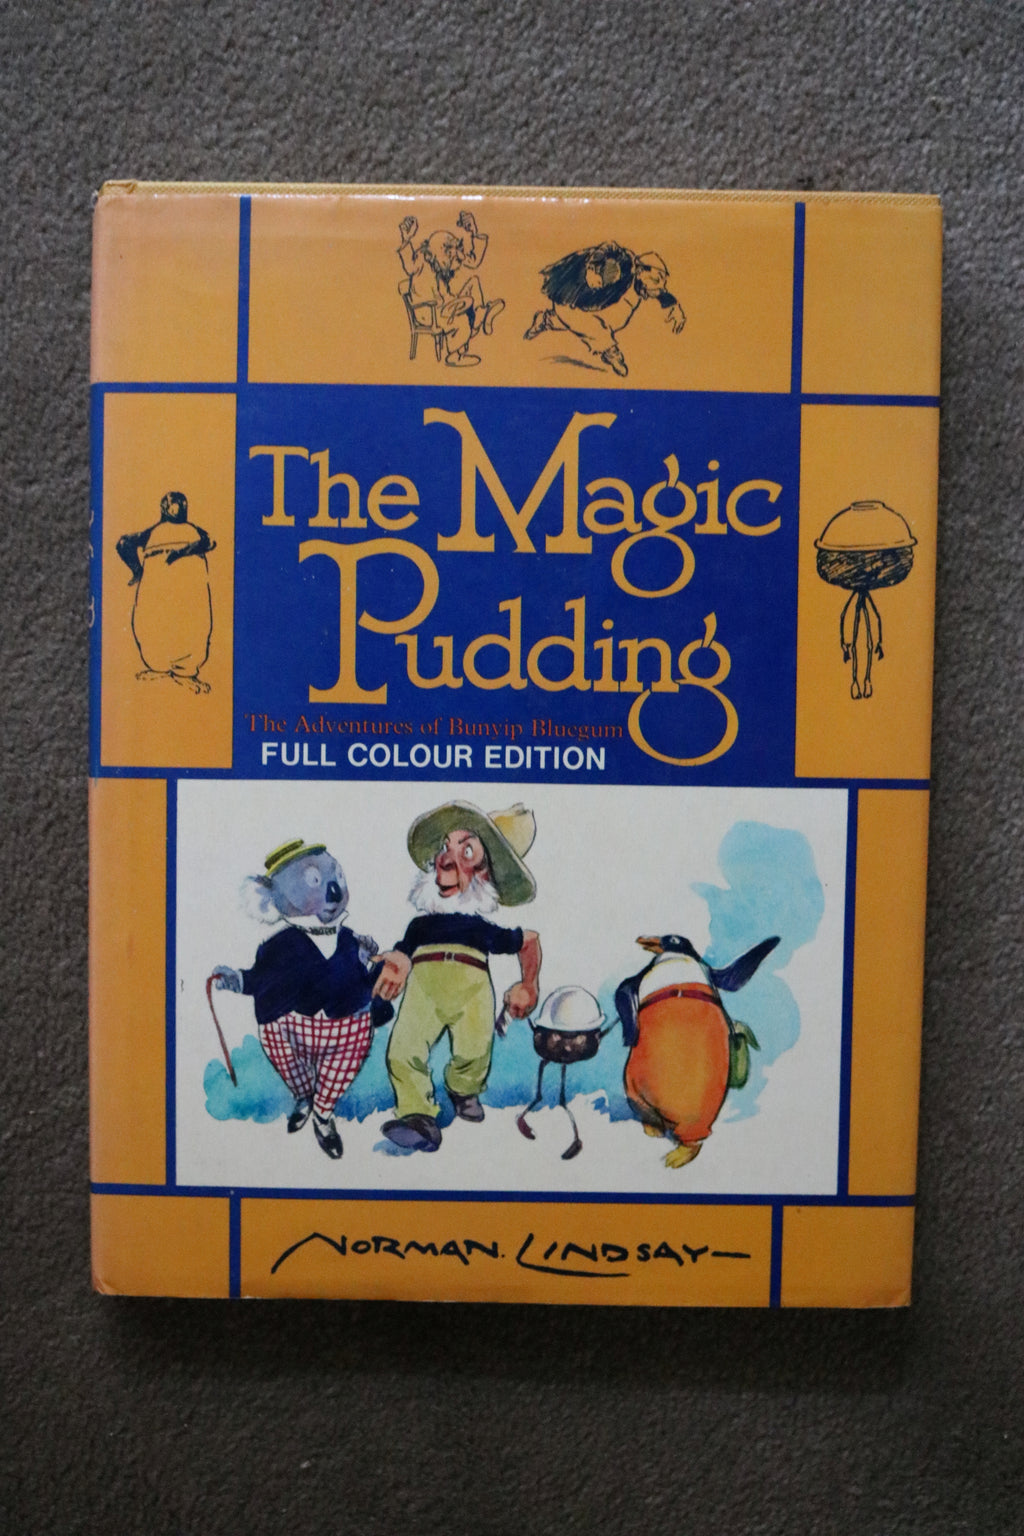 The Magic
Pudding
The Adventures of Bunyip Bluegum
FULL COLOUR EDITION
NORMAN. LINDSAY